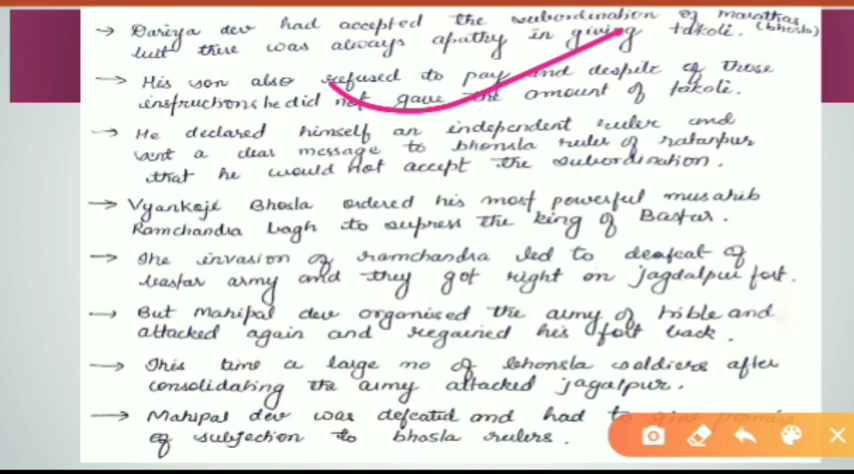 → Dariya dev had accepted the subordination of marathas
but there was always apathy in giving takoli. (bhosla)
→ His son also refused to pay and despite of those
instructions he did not gave the amount of takoli.
→ He declared himself an independent ruler and
sent a clear message to bhonsla ruler of ratanpur
that he would not accept the subordination.
→ Vyankoji Bhosla ordered his most powerful musahib
Ramchandra bagh to supress the king of Bastar.
→ The invasion of ramchandra led to deafeat of
bastar army and they got right on jagdalpur fort.
→ But Mahipal dev organised the army of trible and
attacked again and regained his fort back.
→ This time a large no of bhonsla soldiers after
consolidating the army attacked jagalpur.
→ Mahipal dev was defeated and had to give promise
of subjection to bhosla rulers.